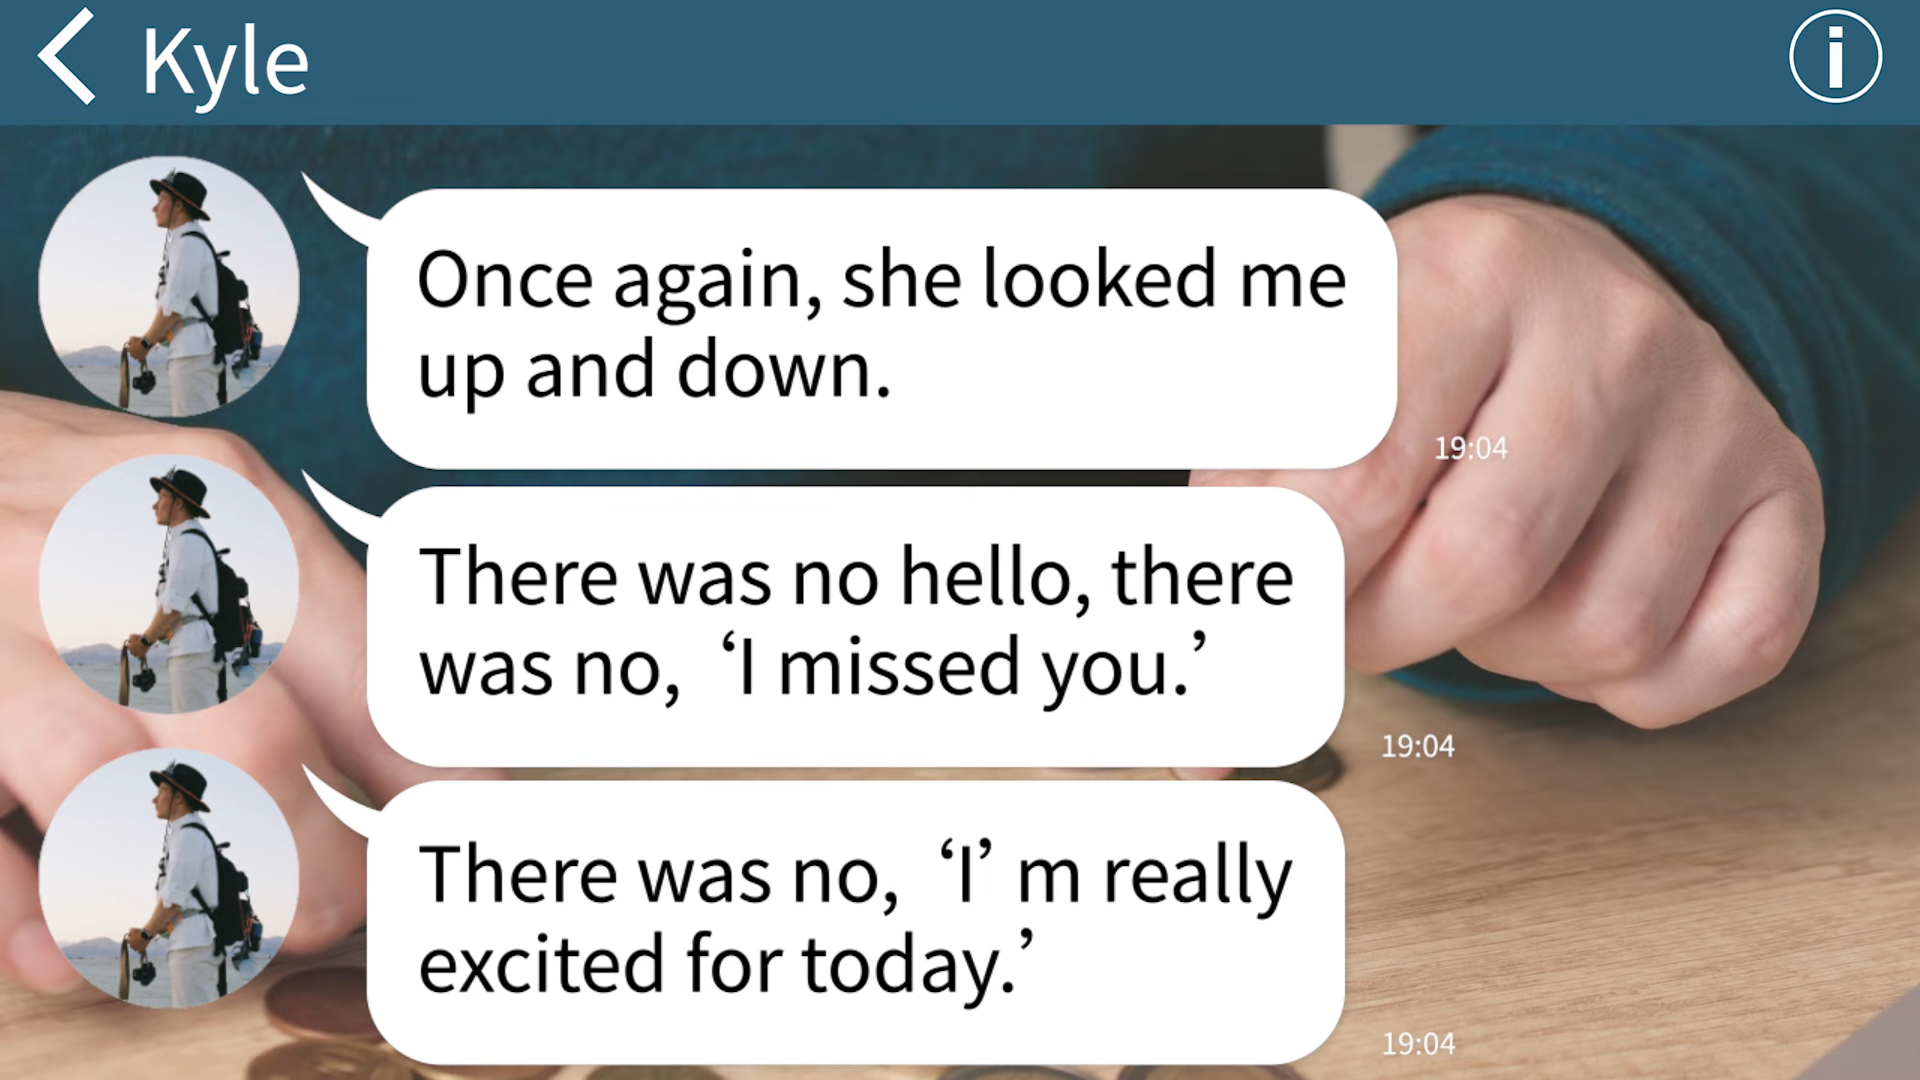 Kyle
Once again, she looked me
up and down.
19:04
There was no hello, there
was no, ‘I missed you.’
19:04
There was no, ‘I’ m really
excited for today.’
19:04